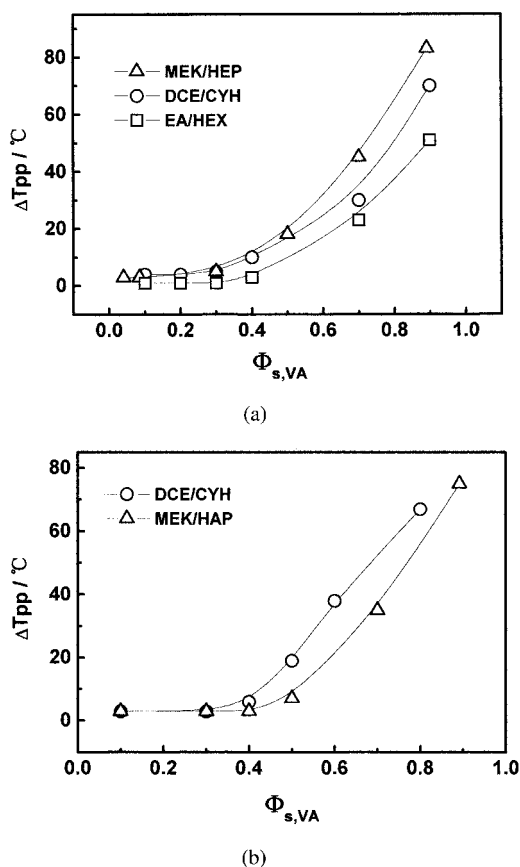 80
60
40
20
0
ΔTpp / ℃
MEK/HEP
DCE/CYH
EA/HEX
0.0 0.2 0.4 0.6 0.8 1.0
Φs,VA
(a)
80
60
40
20
0
ΔTpp / ℃
DCE/CYH
MEK/HAP
0.0 0.2 0.4 0.6 0.8 1.0
Φs,VA
(b)